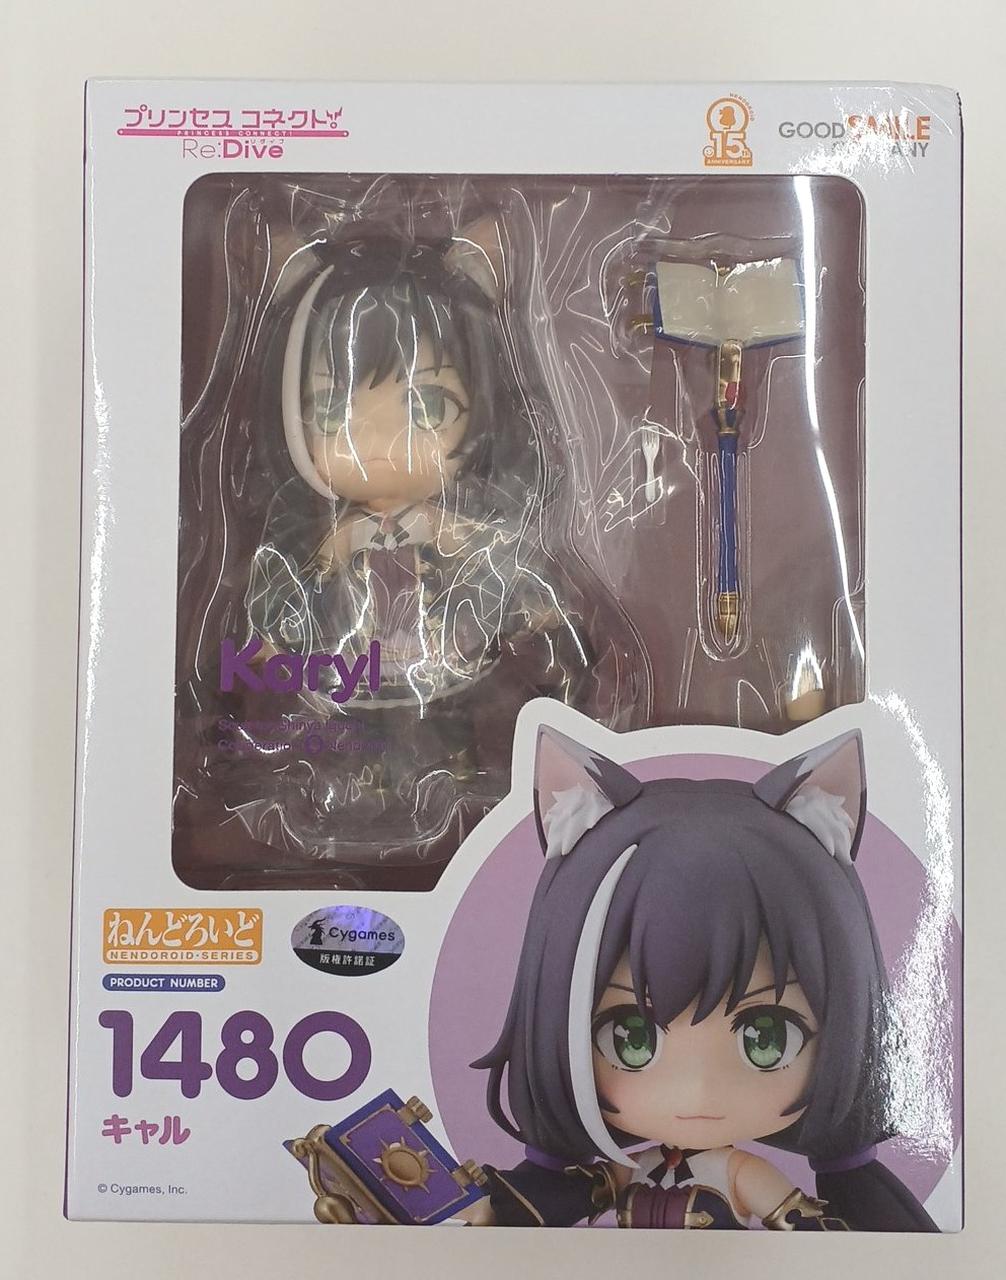 プリンセスコネクト!
PRINCESS CONNECT!
Re:Dive
リダイブ
NENDOROID
15th
ANNIVERSARY
GOOD SMILE
COMPANY
Karyl
ねんどろいど
NENDOROID SERIES
Cygames
版権許諾証
PRODUCT NUMBER
1480
キャル
© Cygames, Inc.